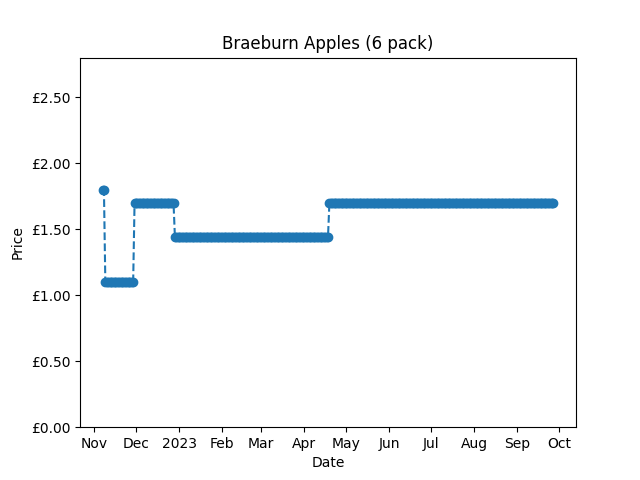 Braeburn Apples (6 pack)
£2.50
£2.00
£1.50
£1.00
£0.50
£0.00
Price
Nov Dec 2023 Feb Mar Apr May Jun Jul Aug Sep Oct
Date